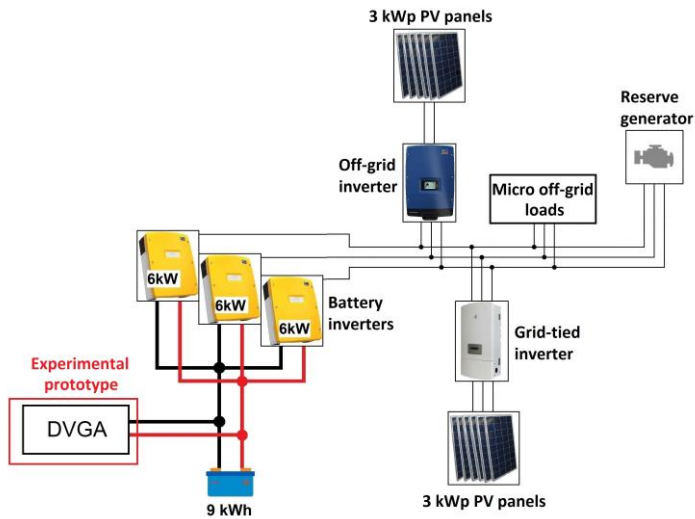 3 kWp PV panels
Reserve
generator
Off-grid
inverter
Micro off-grid
loads
6kW
6kW
6kW
Battery
inverters
Grid-tied
inverter
Experimental
prototype
DVGA
9 kWh
3 kWp PV panels